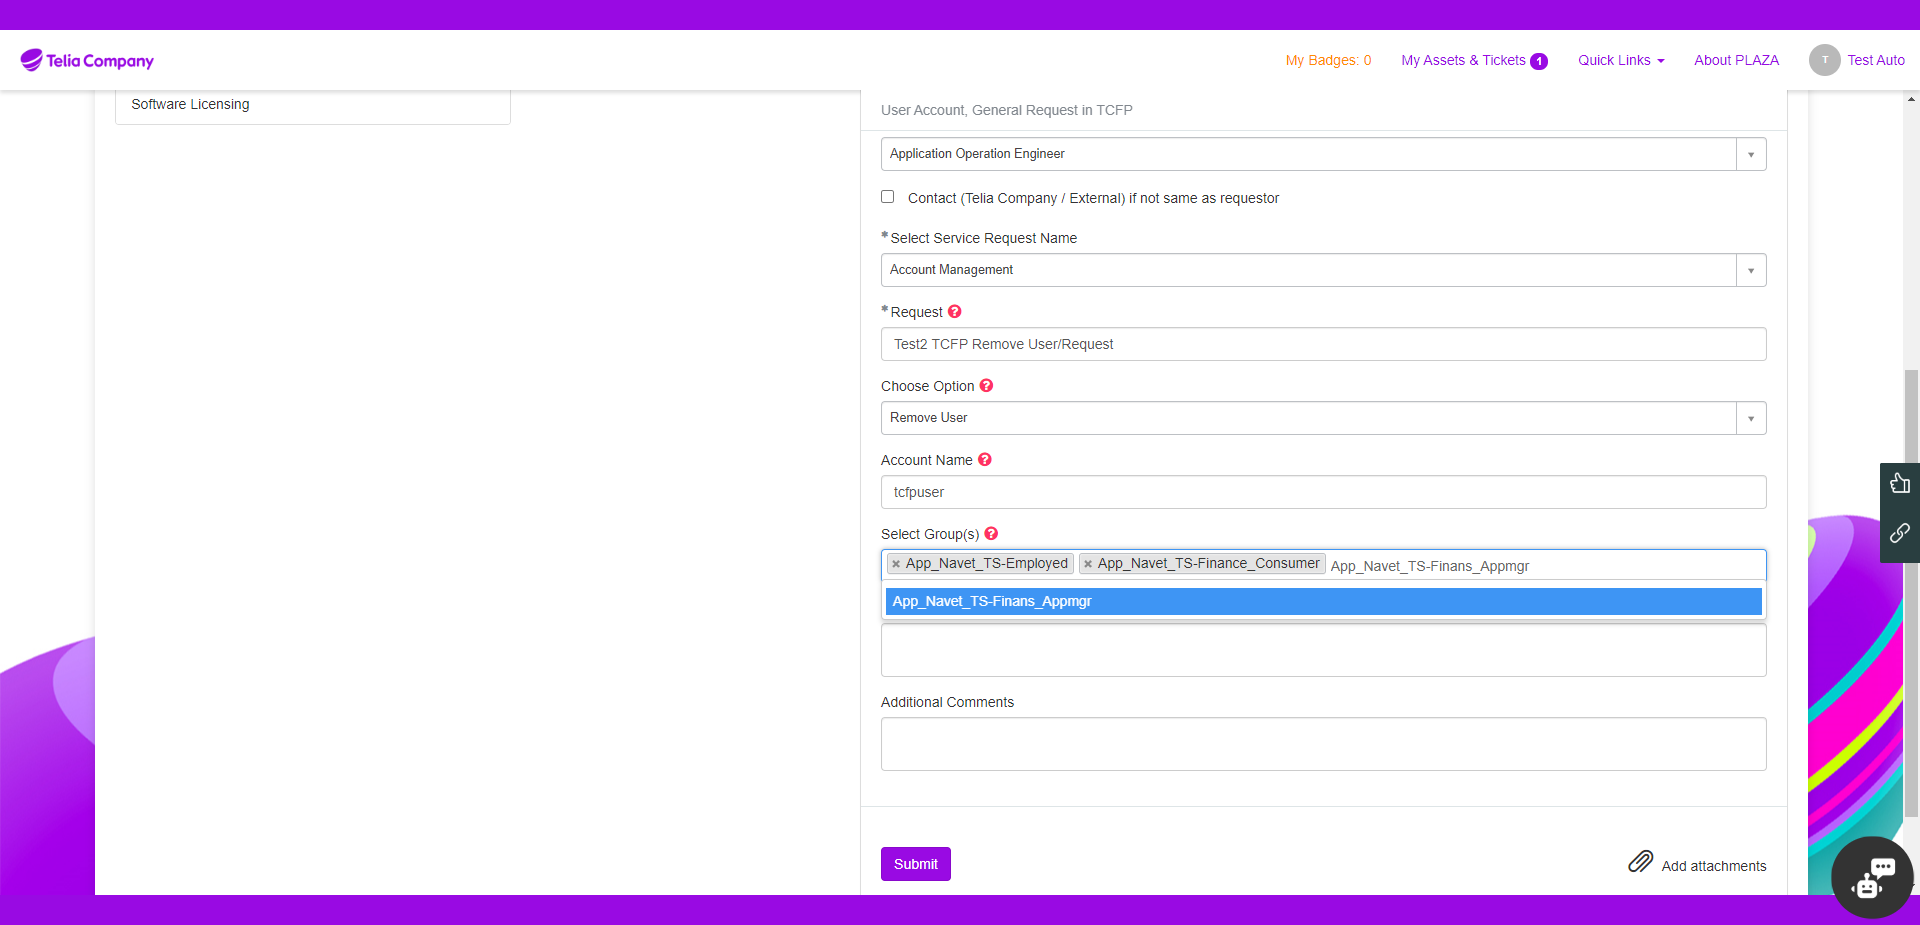 Telia Company
My Badges: 0
My Assets & Tickets 1
Quick Links
About PLAZA
T
Test Auto
Software Licensing
User Account, General Request in TCFP
Application Operation Engineer
Contact (Telia Company / External) if not same as requestor
* Select Service Request Name
Account Management
* Request ?
Test2 TCFP Remove User/Request
Choose Option ?
Remove User
Account Name ?
tcfpuser
Select Group(s) ?
× App_Navet_TS-Employed × App_Navet_TS-Finance_Consumer App_Navet_TS-Finans_Appmgr
App_Navet_TS-Finans_Appmgr
Additional Comments
Submit
Add attachments